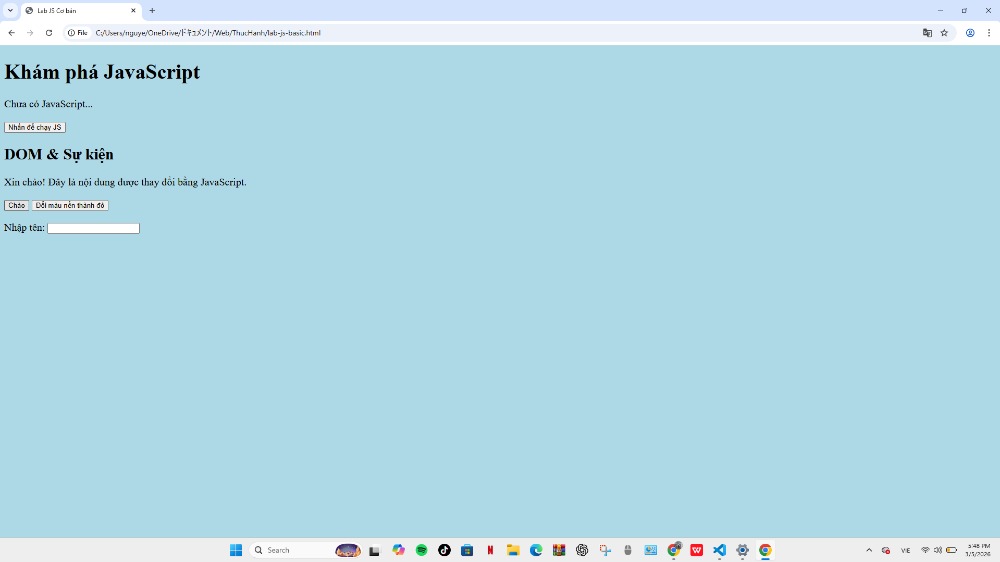 Lab JS Cơ bản
File
C:/Users/nguye/OneDrive/ドキュメント/Web/ThucHanh/lab-js-basic.html
Khám phá JavaScript
Chưa có JavaScript...
Nhấn để chạy JS
DOM & Sự kiện
Xin chào! Đây là nội dung được thay đổi bằng JavaScript.
Chào Đổi màu nền thành đỏ
Nhập tên:
Search
VIE
5:48 PM
3/5/2026